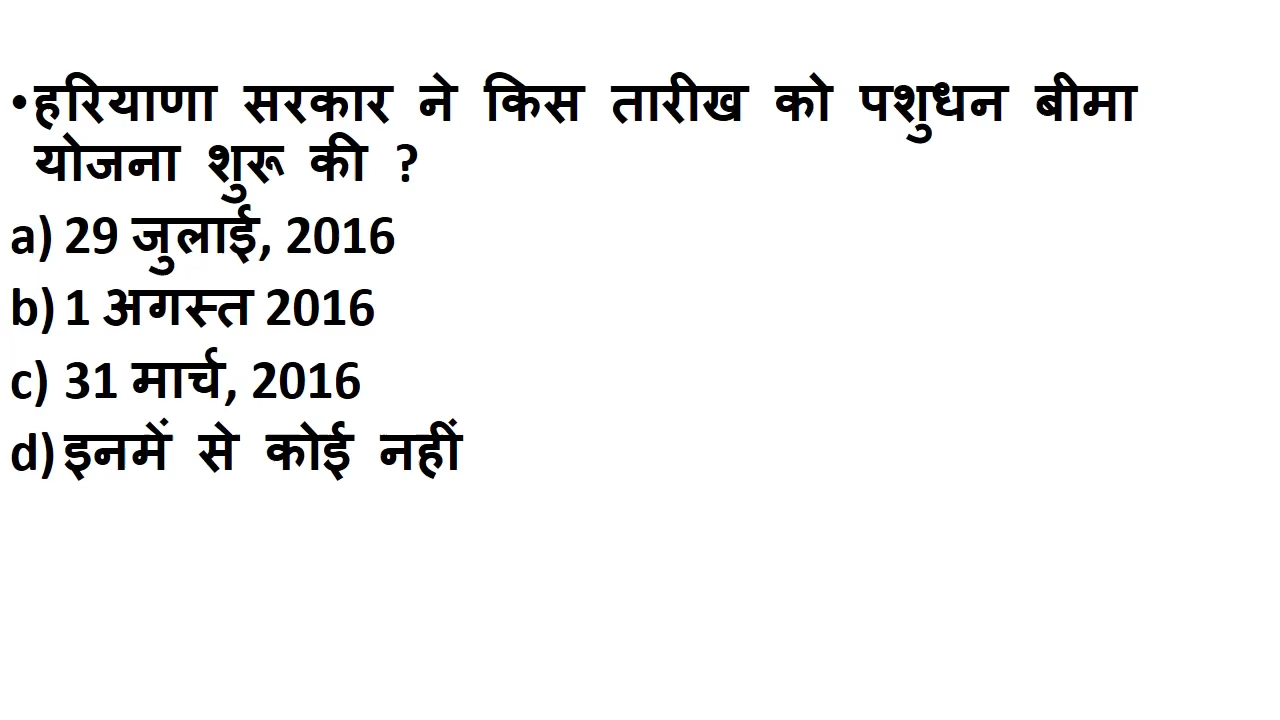 •हरियाणा सरकार ने किस तारीख को पशुधन बीमा
योजना शुरू की ?
a) 29 जुलाई, 2016
b) 1 अगस्त 2016
c) 31 मार्च, 2016
d) इनमें से कोई नहीं